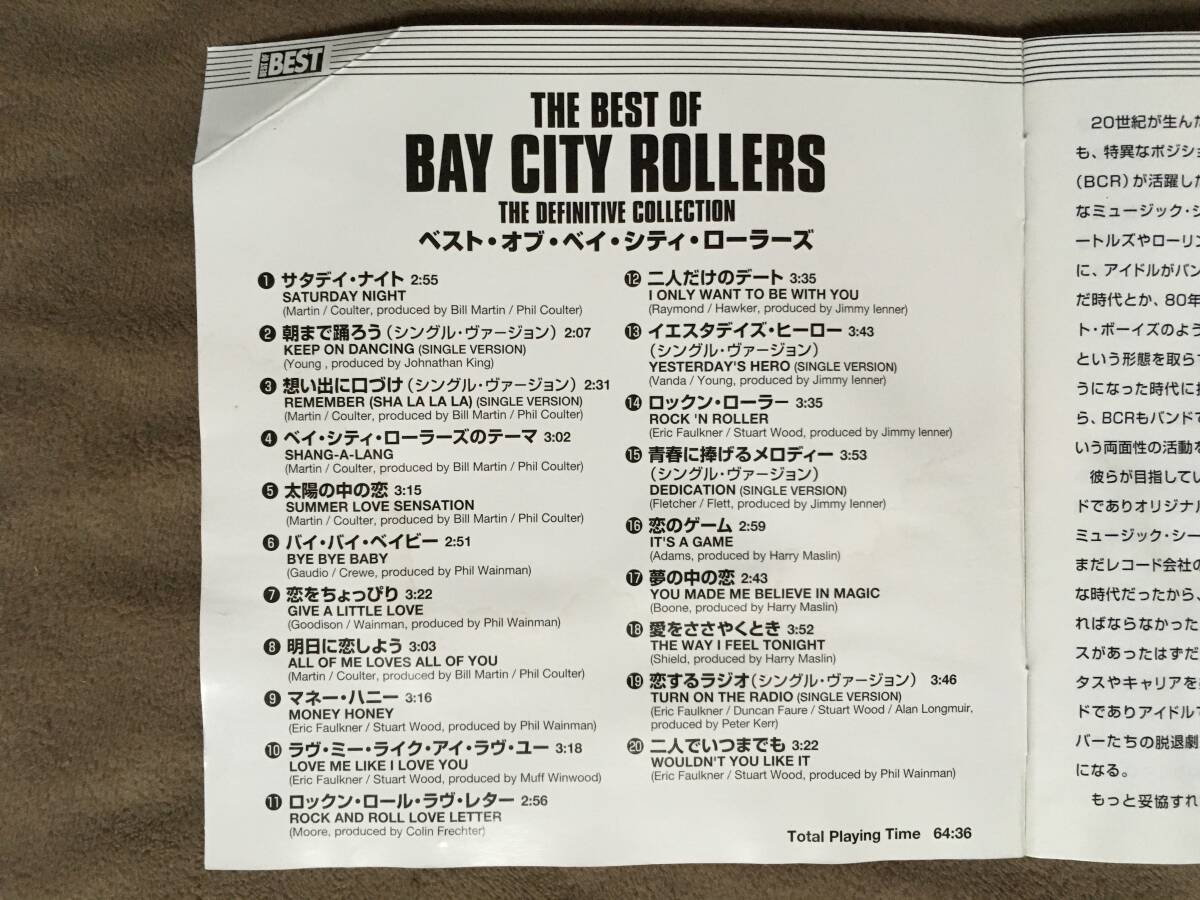 BEST
THE BEST OF
BAY CITY ROLLERS
THE DEFINITIVE COLLECTION
ベスト・オブ・ベイ・シティ・ローラーズ
❶ サタデイ・ナイト 2:55
SATURDAY NIGHT
(Martin / Coulter, produced by Bill Martin / Phil Coulter)
❷ 朝まで踊ろう（シングル・ヴァージョン）2:07
KEEP ON DANCING (SINGLE VERSION)
(Young , produced by Johnathan King)
❸ 想い出に口づけ（シングル・ヴァージョン）2:31
REMEMBER (SHA LA LA LA) (SINGLE VERSION)
(Martin / Coulter, produced by Bill Martin / Phil Coulter)
❹ ベイ・シティ・ローラーズのテーマ 3:02
SHANG-A-LANG
(Martin / Coulter, produced by Bill Martin / Phil Coulter)
❺ 太陽の中の恋 3:15
SUMMER LOVE SENSATION
(Martin / Coulter, produced by Bill Martin / Phil Coulter)
❻ バイ・バイ・ベイビー 2:51
BYE BYE BABY
(Gaudio / Crewe, produced by Phil Wainman)
❼ 恋をちょっぴり 3:22
GIVE A LITTLE LOVE
(Goodison / Wainman, produced by Phil Wainman)
❽ 明日に恋しよう 3:03
ALL OF ME LOVES ALL OF YOU
(Martin / Coulter, produced by Bill Martin / Phil Coulter)
❾ マネー・ハニー 3:16
MONEY HONEY
(Eric Faulkner / Stuart Wood, produced by Phil Wainman)
❿ ラヴ・ミー・ライク・アイ・ラヴ・ユー 3:18
LOVE ME LIKE I LOVE YOU
(Eric Faulkner / Stuart Wood, produced by Muff Winwood)
⓫ ロックン・ロール・ラヴ・レター 2:56
ROCK AND ROLL LOVE LETTER
(Moore, produced by Colin Frechter)
⓬ 二人だけのデート 3:35
I ONLY WANT TO BE WITH YOU
(Raymond / Hawker, produced by Jimmy Ienner)
⓭ イエスタデイズ・ヒーロー 3:43
（シングル・ヴァージョン）
YESTERDAY'S HERO (SINGLE VERSION)
(Vanda / Young, produced by Jimmy Ienner)
⓮ ロックン・ローラー 3:35
ROCK 'N ROLLER
(Eric Faulkner / Stuart Wood, produced by Jimmy Ienner)
⓯ 青春に捧げるメロディー 3:53
（シングル・ヴァージョン）
DEDICATION (SINGLE VERSION)
(Fletcher / Flett, produced by Jimmy Ienner)
⓰ 恋のゲーム 2:59
IT'S A GAME
(Adams, produced by Harry Maslin)
⓱ 夢の中の恋 2:43
YOU MADE ME BELIEVE IN MAGIC
(Boone, produced by Harry Maslin)
⓲ 愛をささやくとき 3:52
THE WAY I FEEL TONIGHT
(Shield, produced by Harry Maslin)
⓳ 恋するラジオ（シングル・ヴァージョン） 3:46
TURN ON THE RADIO (SINGLE VERSION)
(Eric Faulkner / Duncan Faure / Stuart Wood / Alan Longmuir,
produced by Peter Kerr)
⓴ 二人でいつまでも 3:22
WOULDN'T YOU LIKE IT
(Eric Faulkner / Stuart Wood, produced by Phil Wainman)
Total Playing Time 64:36
20世紀が生んだ
も、特異なポジショ
（BCR）が活躍した
なミュージック・シ
ートルズやローリン
に、アイドルがバン
だ時代とか、80年
ト・ボーイズのよう
という形態を取らて
うになった時代に
ら、BCRもバンドで
いう両面性の活動を
彼らが目指してい
ドでありオリジナル
ミュージック・シー
まだレコード会社の
な時代だったから、
ればならなかった
スがあったはずだ
タスやキャリアを
ドでありアイドルで
バーたちの脱退劇
になる。
もっと妥協すれ